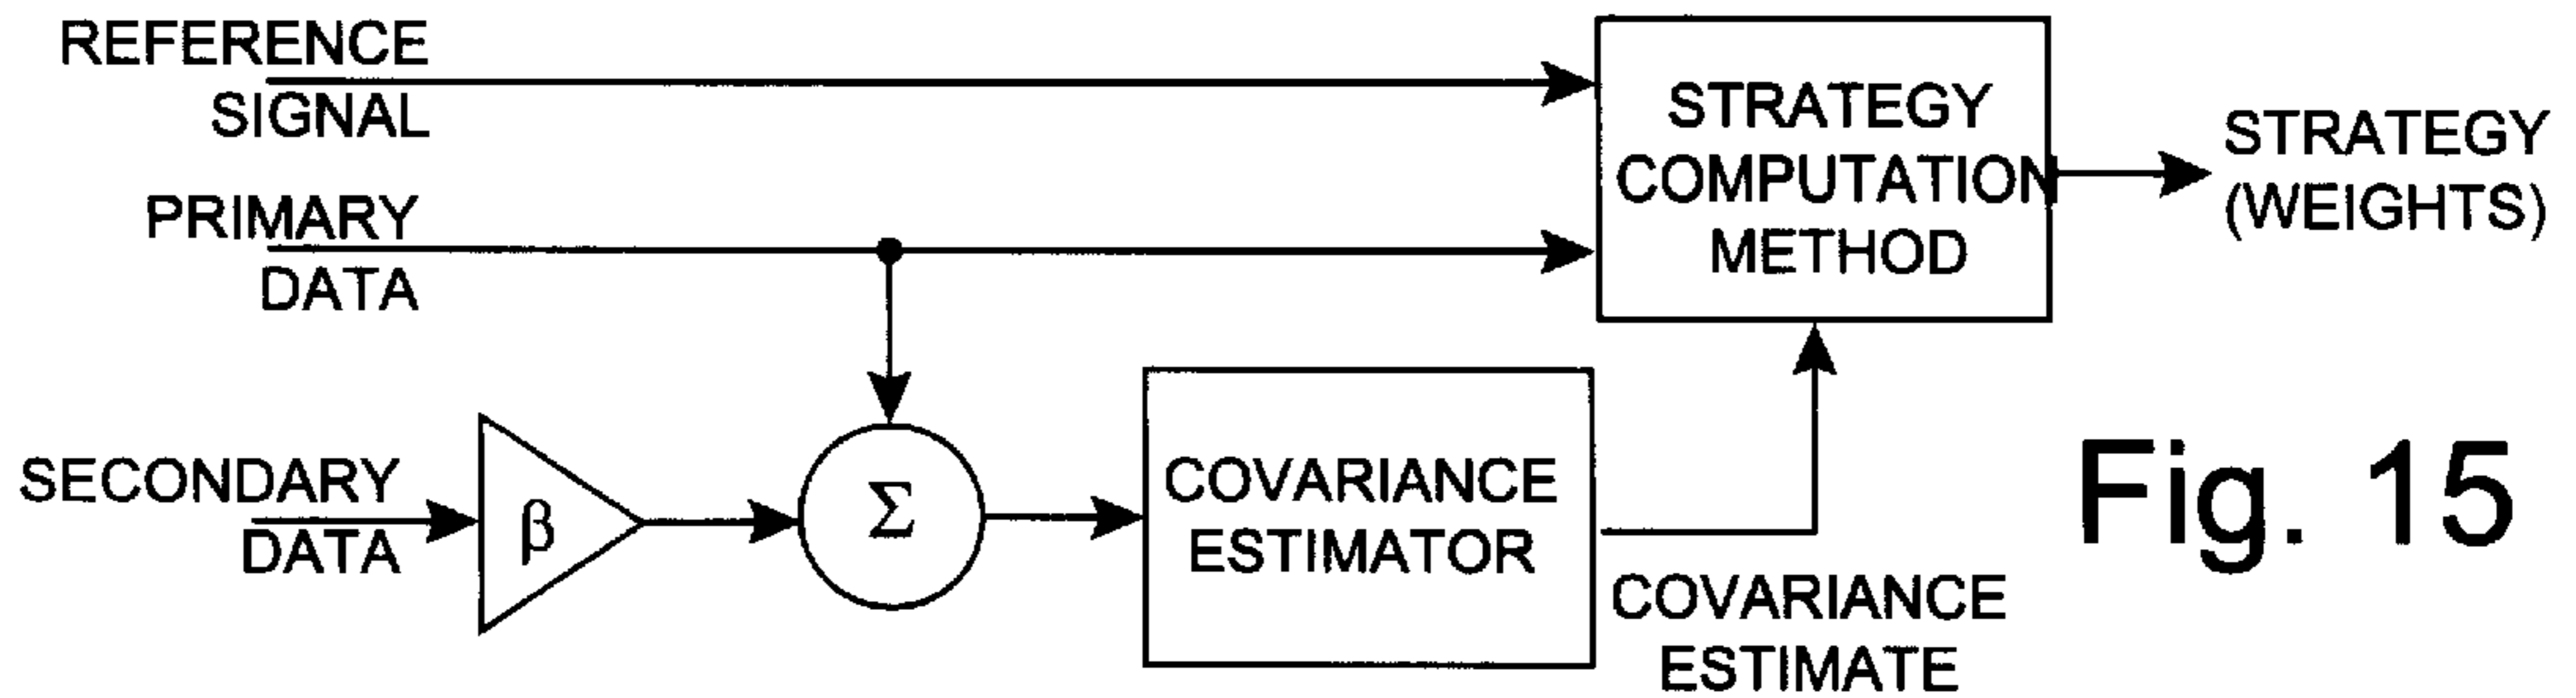 REFERENCE
SIGNAL
PRIMARY
DATA
SECONDARY
DATA
β
Σ
COVARIANCE
ESTIMATOR
COVARIANCE
ESTIMATE
STRATEGY
COMPUTATION
METHOD
STRATEGY
(WEIGHTS)
Fig. 15